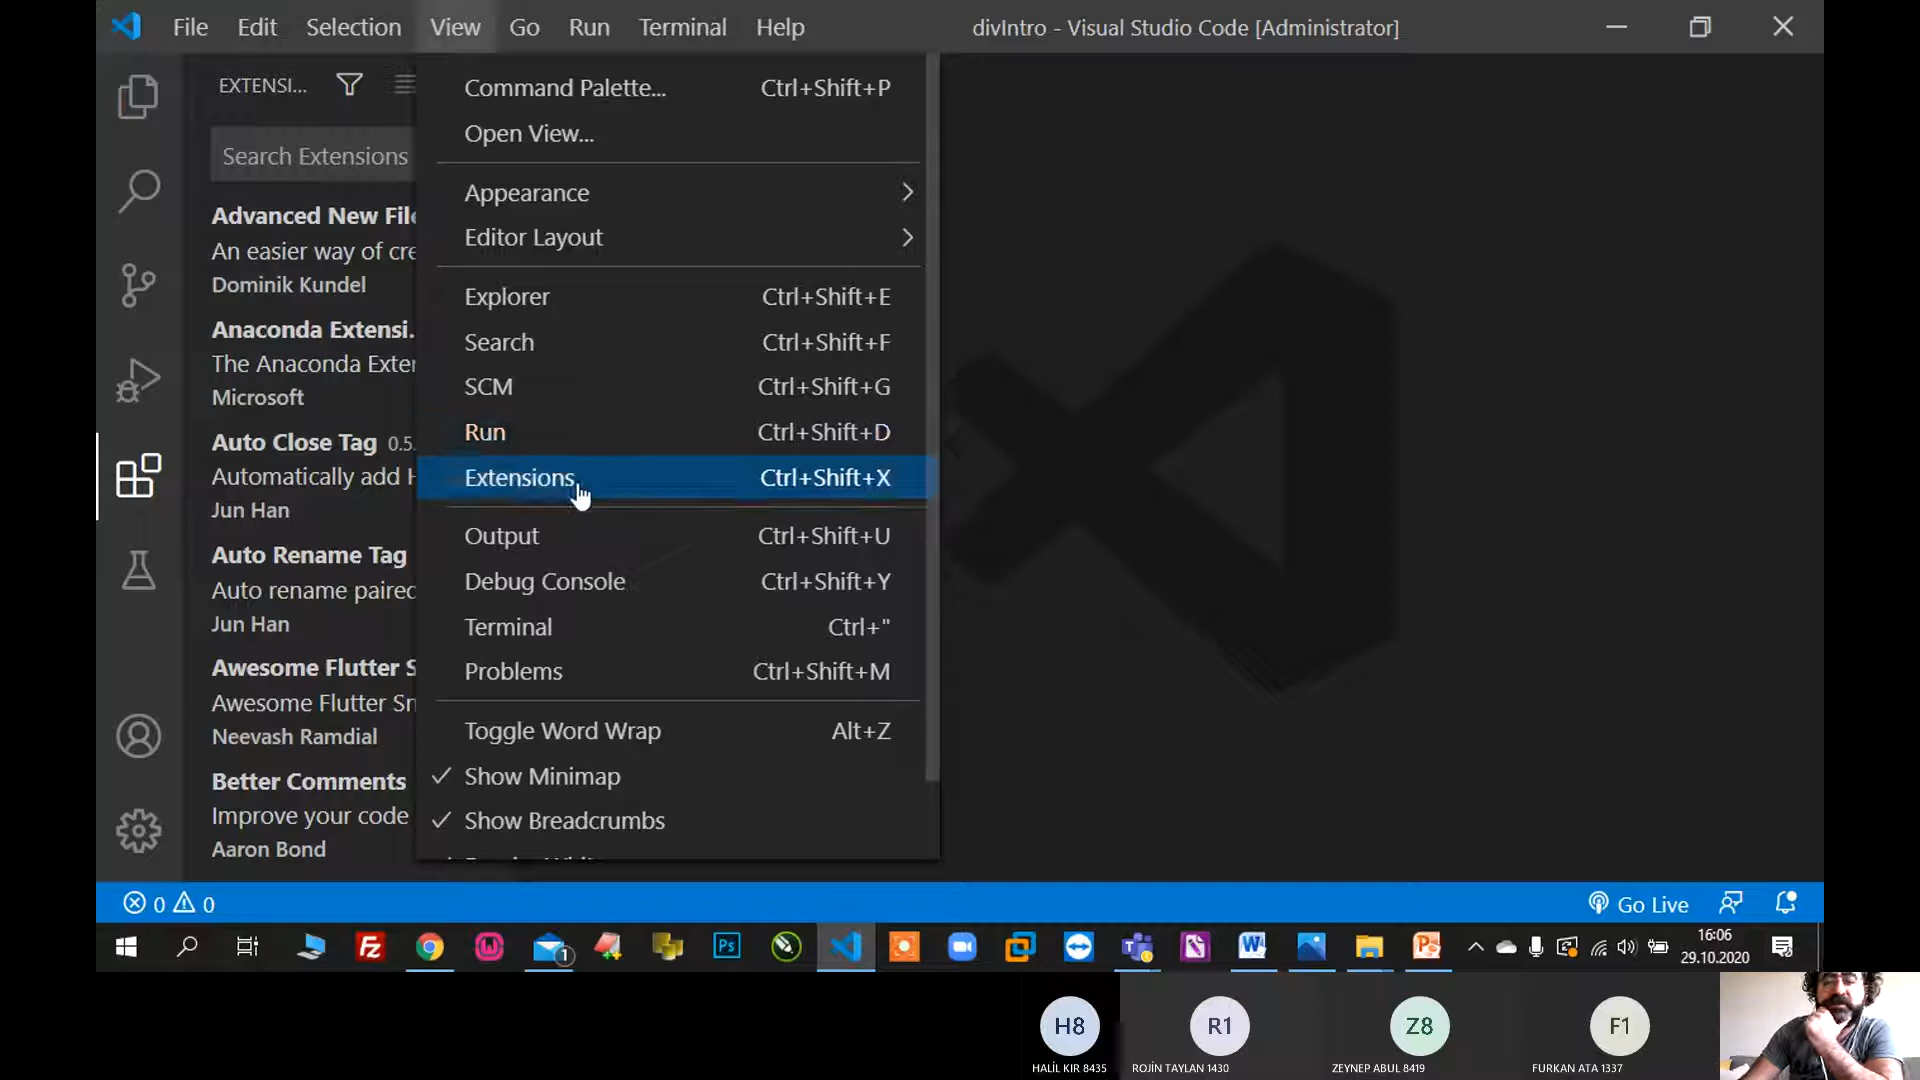 File Edit Selection View Go Run Terminal Help divIntro - Visual Studio Code [Administrator]
EXTENSI...
Search Extensions
Advanced New File
An easier way of cre
Dominik Kundel
Anaconda Extensi.
The Anaconda Exter
Microsoft
Auto Close Tag 0.5.
Automatically add H
Jun Han
Auto Rename Tag
Auto rename paired
Jun Han
Awesome Flutter S
Awesome Flutter Sn
Neevash Ramdial
Better Comments
Improve your code
Aaron Bond
Command Palette... Ctrl+Shift+P
Open View...
Appearance
Editor Layout
Explorer Ctrl+Shift+E
Search Ctrl+Shift+F
SCM Ctrl+Shift+G
Run Ctrl+Shift+D
Extensions Ctrl+Shift+X
Output Ctrl+Shift+U
Debug Console Ctrl+Shift+Y
Terminal Ctrl+"
Problems Ctrl+Shift+M
Toggle Word Wrap Alt+Z
Show Minimap
Show Breadcrumbs
0 0 Go Live
Fz Ps 1 W P
16:06
29.10.2020
H8 R1 Z8 F1
HALİL KIR 8435 ROJİN TAYLAN 1430 ZEYNEP ABUL 8419 FURKAN ATA 1337